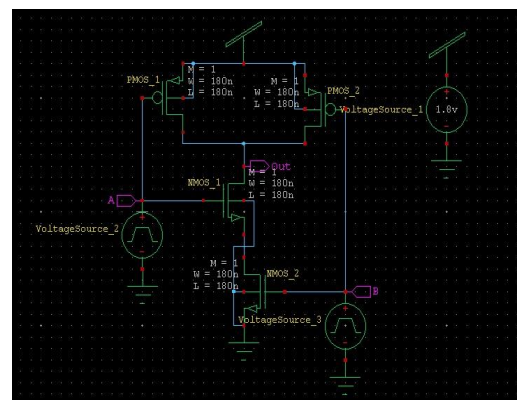 PMOS_1
M = 1
W = 180n
L = 180n
M = 1
W = 180n
L = 180n
PMOS_2
VoltageSource_1
1.8v
Out
NMOS_1
M = 1
W = 180n
L = 180n
A
VoltageSource_2
M = 1
W = 180n
L = 180n
NMOS_2
B
VoltageSource_3